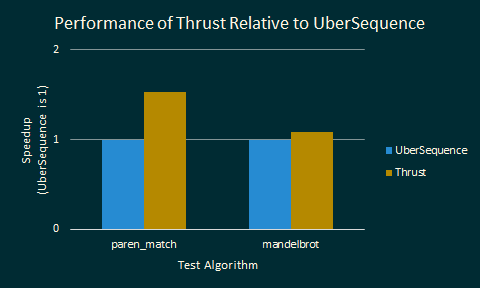 Performance of Thrust Relative to UberSequence
2
1
0
Speedup
(UberSequence is 1)
paren_match
mandelbrot
Test Algorithm
UberSequence
Thrust